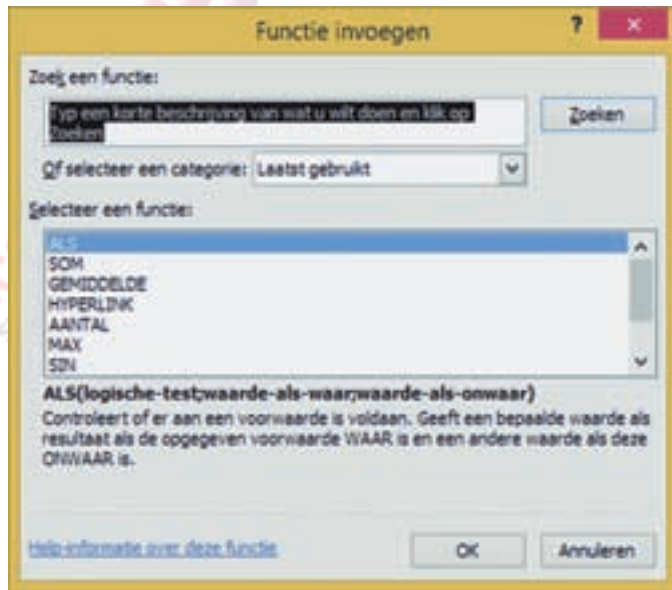 Functie invoegen ?
Zoek een functie:
Typ een korte beschrijving van wat u wilt doen en klik op
Zoeken
Zoeken
Of selecteer een categorie: Laatst gebruikt
Selecteer een functie:
ALS
SOM
GEMIDDELDE
HYPERLINK
AANTAL
MAX
SIN
ALS(logische-test;waarde-als-waar;waarde-als-onwaar)
Controleert of er aan een voorwaarde is voldaan. Geeft een bepaalde waarde als
resultaat als de opgegeven voorwaarde WAAR is en een andere waarde als deze
ONWAAR is.
Help-informatie over deze functie
OK
Annuleren